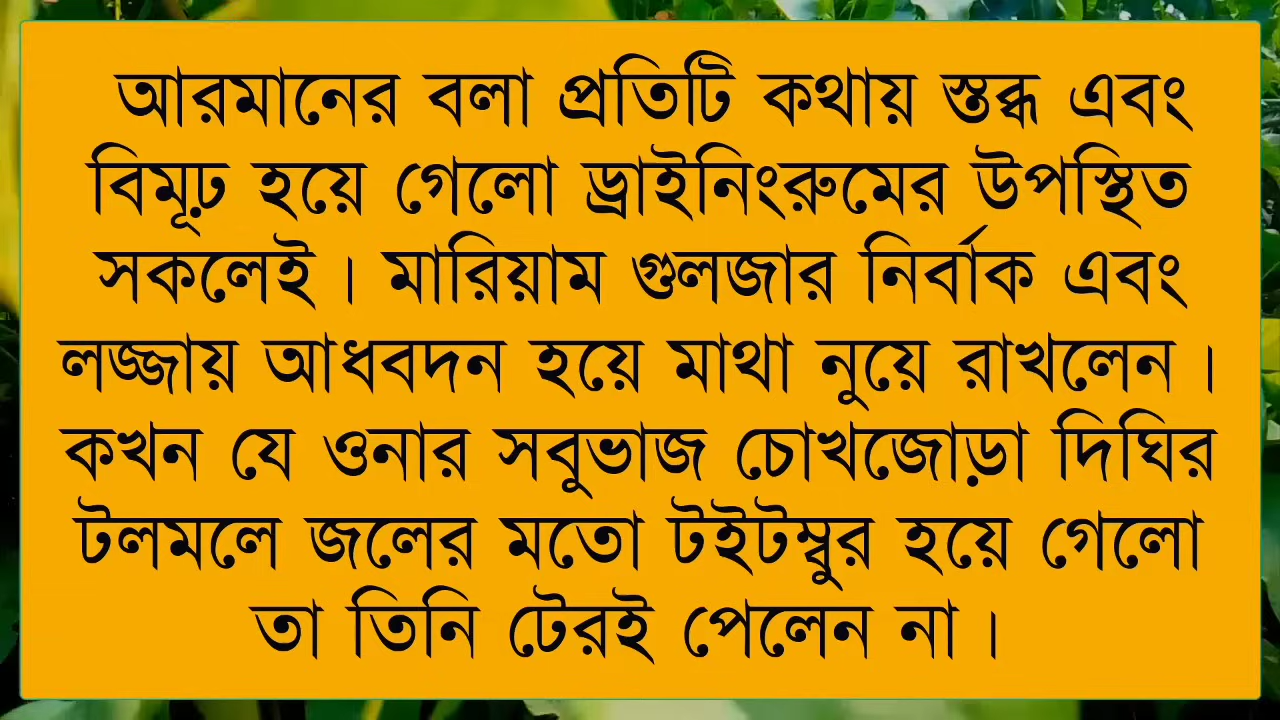 আরমানের বলা প্রতিটি কথায় স্তব্ধ এবং
বিমূঢ় হয়ে গেলো ড্রাইনিংরুমের উপস্থিত
সকলেই। মারিয়াম গুলজার নির্বাক এবং
লজ্জায় আধবদন হয়ে মাথা নুয়ে রাখলেন।
কখন যে ওনার সবুভাজ চোখজোড়া দিঘির
টলমলে জলের মতো টইটম্বুর হয়ে গেলো
তা তিনি টেরই পেলেন না।